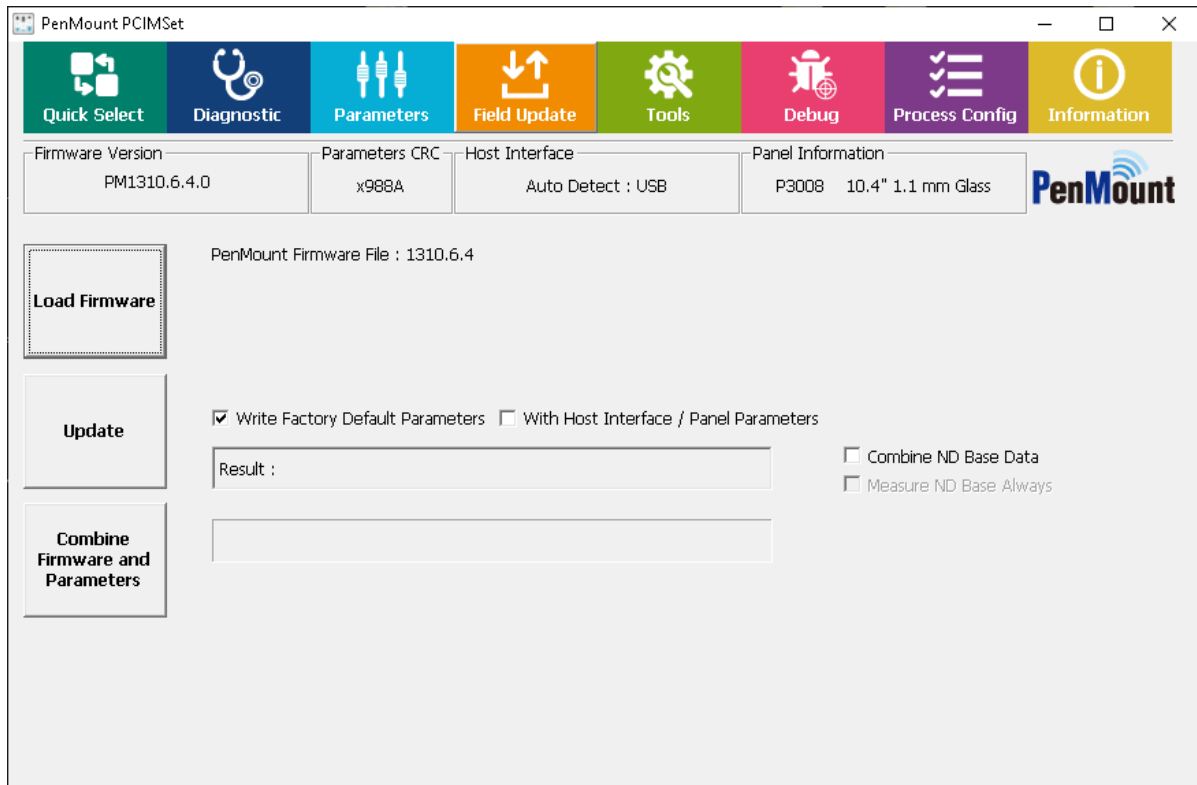 PenMount PCIMSet
Quick Select
Diagnostic
Parameters
Field Update
Tools
Debug
Process Config
Information
Firmware Version
PM1310.6.4.0
Parameters CRC
x988A
Host Interface
Auto Detect : USB
Panel Information
P3008 10.4" 1.1 mm Glass
PenMount
Load Firmware
PenMount Firmware File : 1310.6.4
Update
Write Factory Default Parameters
With Host Interface / Panel Parameters
Result :
Combine ND Base Data
Measure ND Base Always
Combine
Firmware and
Parameters